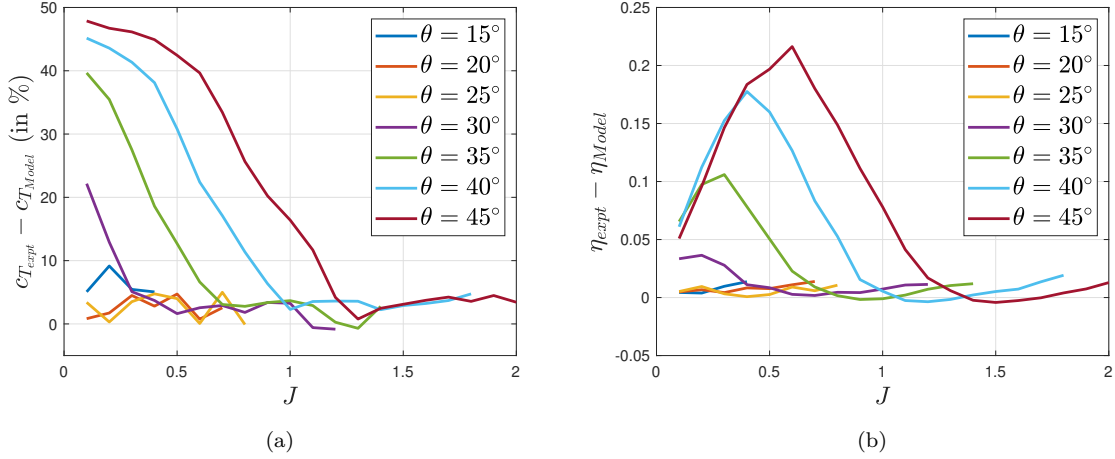 50
40
30
20
10
0
0
0.5
1
1.5
2
c_{T_{expt}} − c_{T_{Model}} (in %)
J
θ = 15°
θ = 20°
θ = 25°
θ = 30°
θ = 35°
θ = 40°
θ = 45°
(a)
0.25
0.2
0.15
0.1
0.05
0
-0.05
0
0.5
1
1.5
2
η_{expt} − η_{Model}
J
θ = 15°
θ = 20°
θ = 25°
θ = 30°
θ = 35°
θ = 40°
θ = 45°
(b)